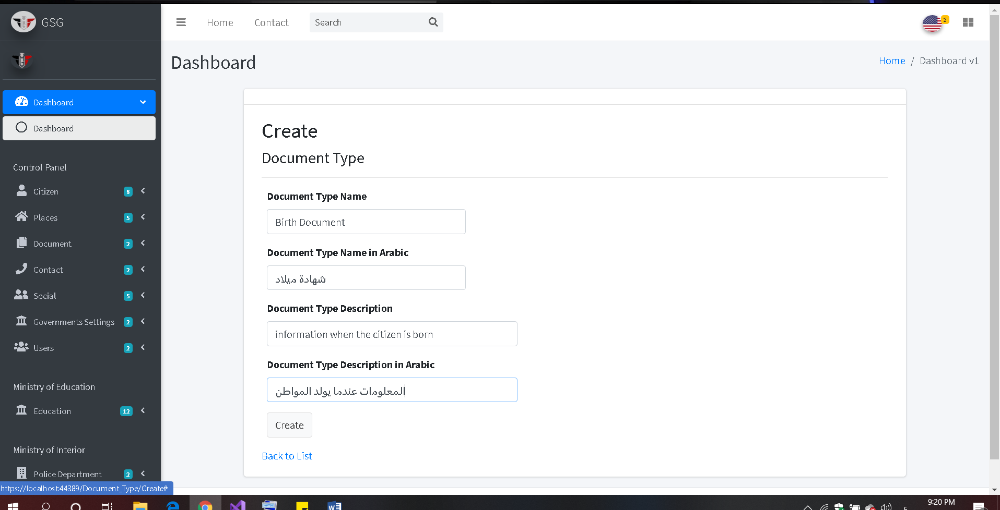 GSG
Home
Contact
Search
2
Dashboard
Home / Dashboard v1
Dashboard
Dashboard
Control Panel
Citizen 8
Places 5
Document 2
Contact 2
Social 5
Governments Settings 2
Users 2
Ministry of Education
Education 12
Ministry of Interior
Police Department 2
Create
Document Type
Document Type Name
Birth Document
Document Type Name in Arabic
شهادة ميلاد
Document Type Description
information when the citizen is born
Document Type Description in Arabic
المعلومات عندما يولد المواطن
Create
Back to List
https://localhost:44389/Document_Type/Create#
9:20 PM